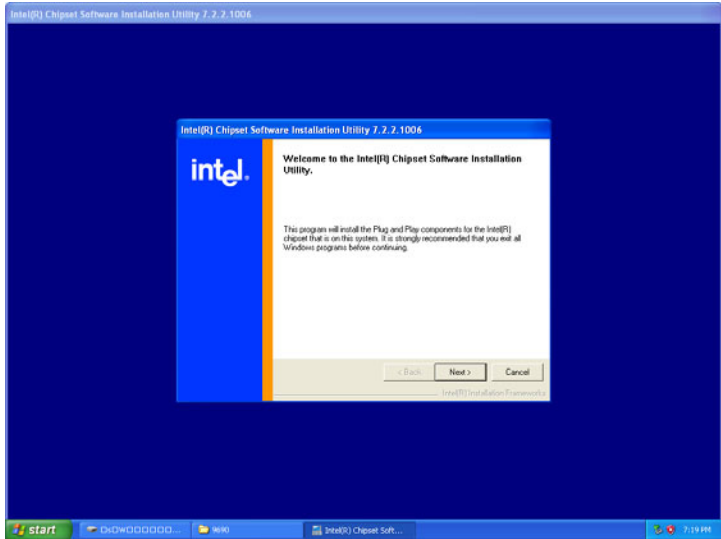 Intel(R) Chipset Software Installation Utility 7.2.2.1006
Intel(R) Chipset Software Installation Utility 7.2.2.1006
intel.
Welcome to the Intel(R) Chipset Software Installation
Utility.
This program will install the Plug and Play components for the Intel(R)
chipset that is on this system. It is strongly recommended that you exit all
Windows programs before continuing.
< Back
Next >
Cancel
Intel(R) Installation Frameworks
start
9690
Intel(R) Chipset Soft...
7:19 PM